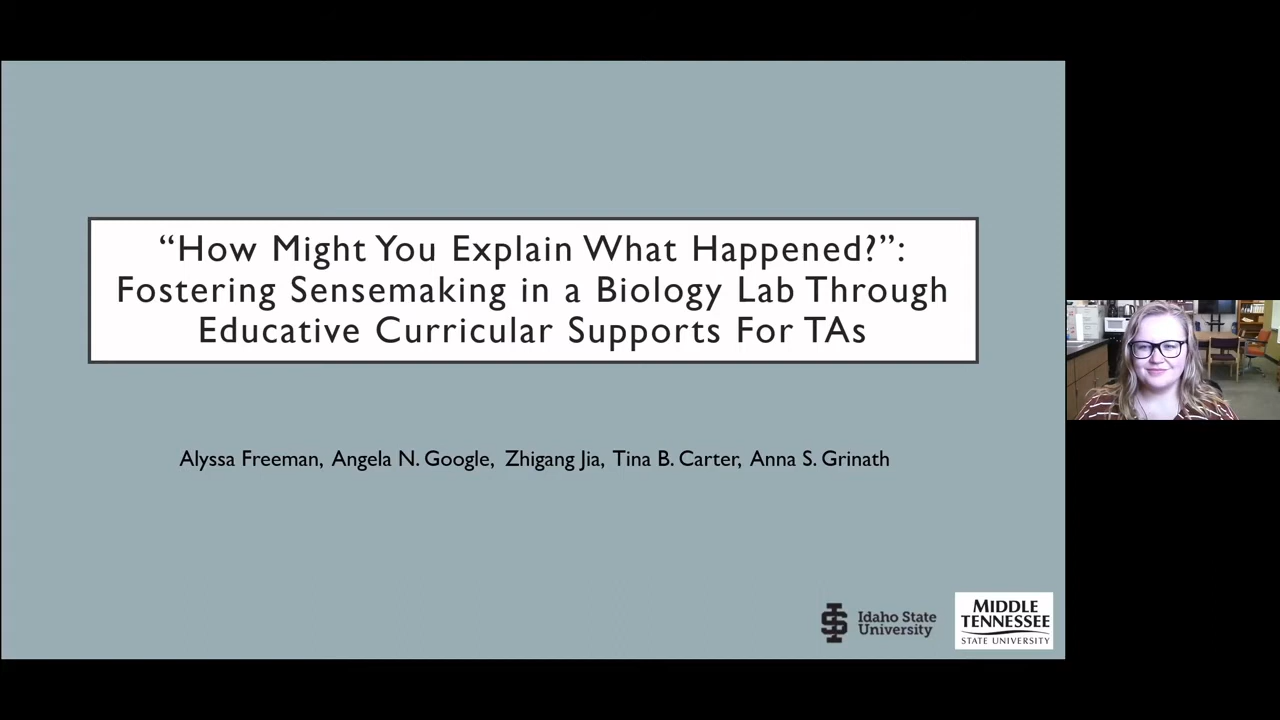 “How Might You Explain What Happened?”:
Fostering Sensemaking in a Biology Lab Through
Educative Curricular Supports For TAs
Alyssa Freeman, Angela N. Google, Zhigang Jia, Tina B. Carter, Anna S. Grinath
Idaho State
University
MIDDLE
TENNESSEE
STATE UNIVERSITY